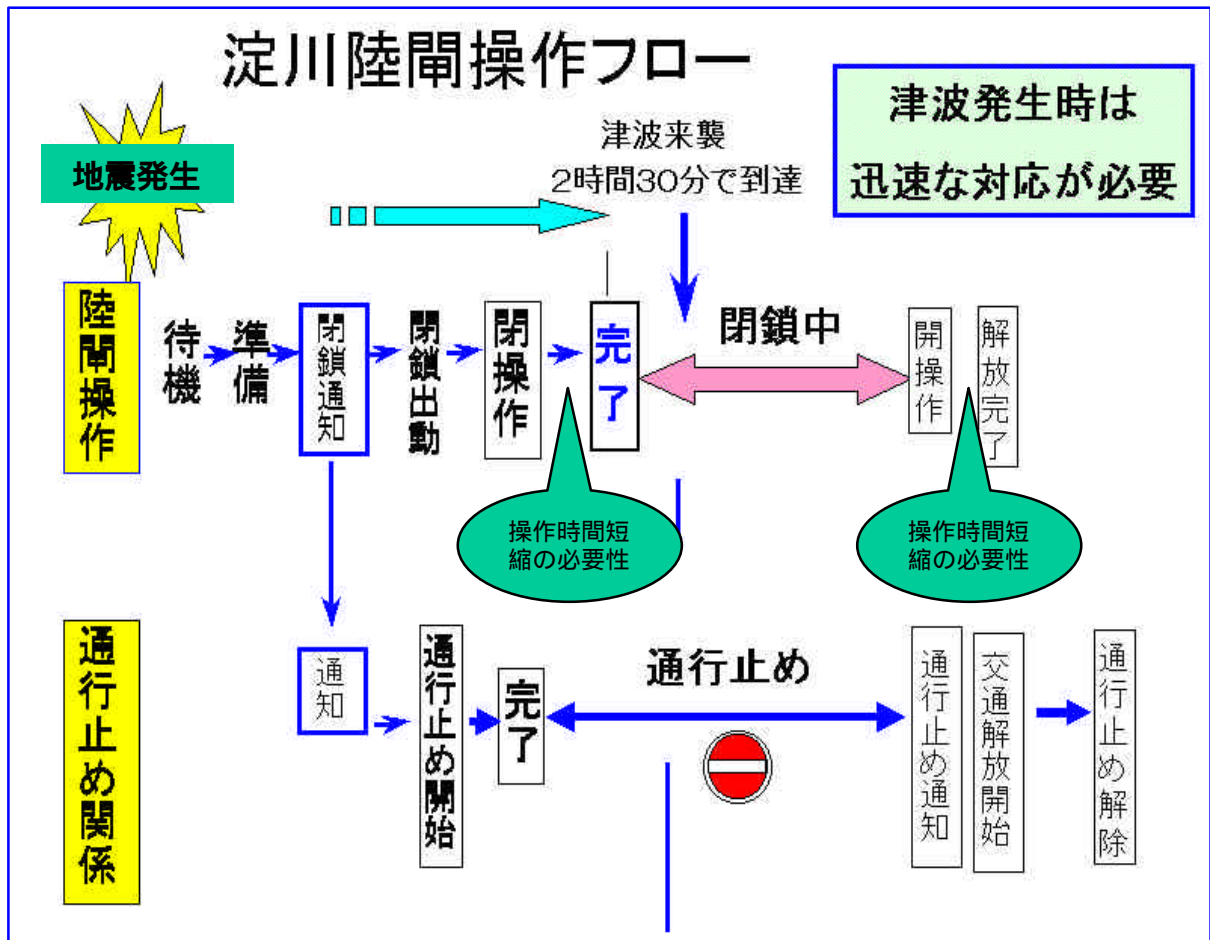 淀川陸閘操作フロー
津波発生時は
迅速な対応が必要
地震発生
津波来襲
2時間30分で到達
陸閘操作
待機
準備
閉鎖通知
閉鎖出動
閉操作
完了
閉鎖中
開操作
解放完了
操作時間短
縮の必要性
操作時間短
縮の必要性
通行止め関係
通知
通行止め開始
完了
通行止め
通行止め通知
交通解放開始
通行止め解除